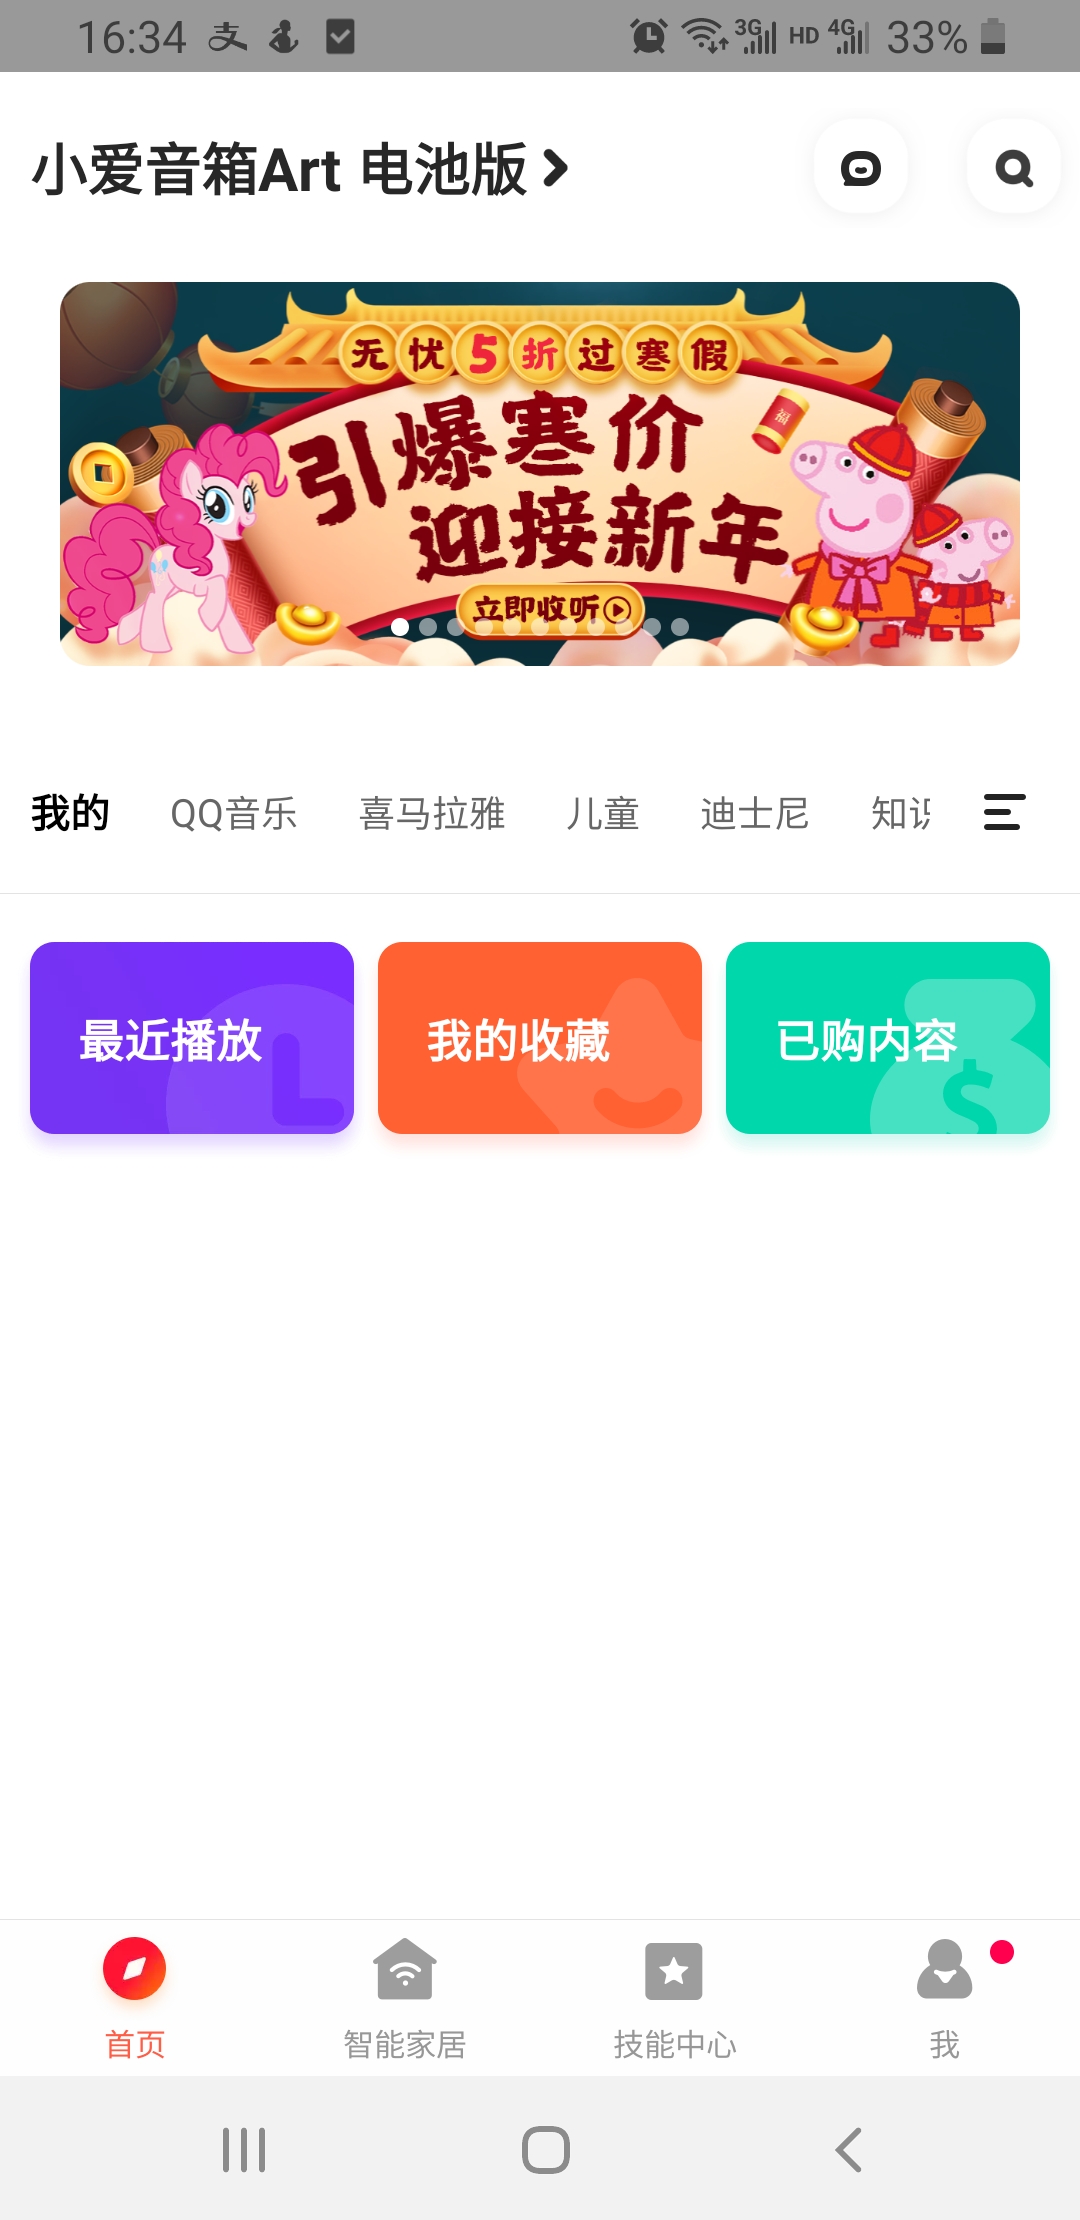 16:34 支 3G HD 4G 33%
小爱音箱Art 电池版
无忧5折过寒假
福
引爆寒价
迎接新年
立即收听
我的 QQ音乐 喜马拉雅 儿童 迪士尼 知
最近播放 我的收藏 已购内容
$
首页 智能家居 技能中心 我